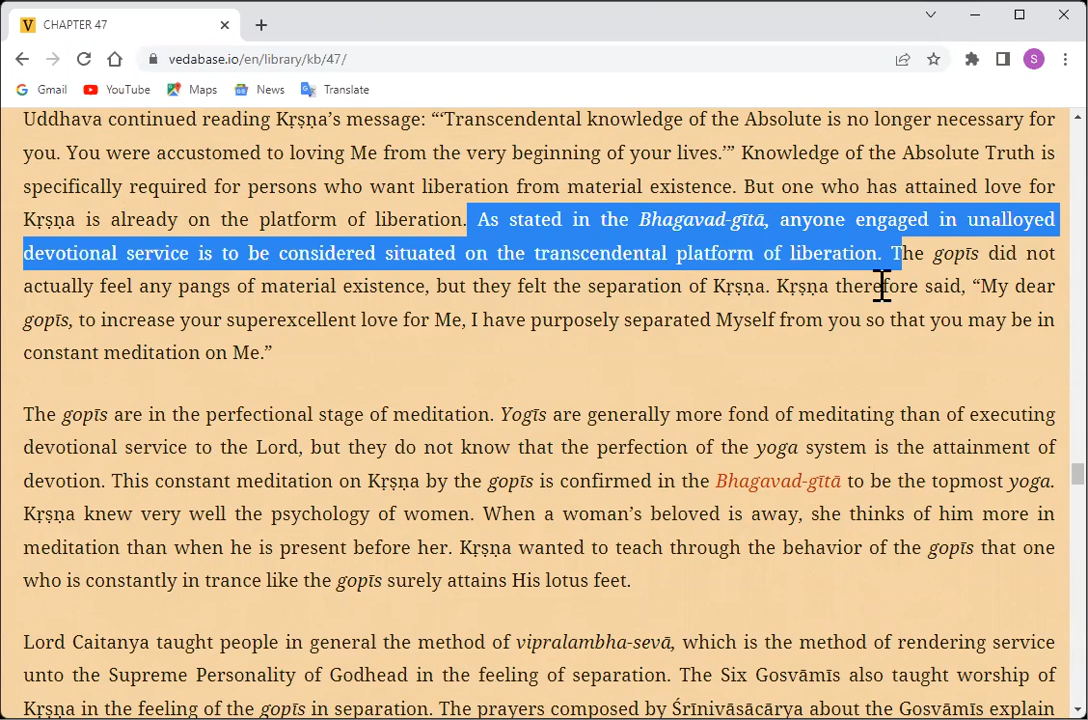 CHAPTER 47
vedabase.io/en/library/kb/47/
S
Gmail YouTube Maps News Translate
Uddhava continued reading Kṛṣṇa’s message: “‘Transcendental knowledge of the Absolute is no longer necessary for
you. You were accustomed to loving Me from the very beginning of your lives.’” Knowledge of the Absolute Truth is
specifically required for persons who want liberation from material existence. But one who has attained love for
Kṛṣṇa is already on the platform of liberation. As stated in the Bhagavad-gītā, anyone engaged in unalloyed
devotional service is to be considered situated on the transcendental platform of liberation. The gopīs did not
actually feel any pangs of material existence, but they felt the separation of Kṛṣṇa. Kṛṣṇa therefore said, “My dear
gopīs, to increase your superexcellent love for Me, I have purposely separated Myself from you so that you may be in
constant meditation on Me.”
The gopīs are in the perfectional stage of meditation. Yogīs are generally more fond of meditating than of executing
devotional service to the Lord, but they do not know that the perfection of the yoga system is the attainment of
devotion. This constant meditation on Kṛṣṇa by the gopīs is confirmed in the Bhagavad-gītā to be the topmost yoga.
Kṛṣṇa knew very well the psychology of women. When a woman’s beloved is away, she thinks of him more in
meditation than when he is present before her. Kṛṣṇa wanted to teach through the behavior of the gopīs that one
who is constantly in trance like the gopīs surely attains His lotus feet.
Lord Caitanya taught people in general the method of vipralambha-sevā, which is the method of rendering service
unto the Supreme Personality of Godhead in the feeling of separation. The Six Gosvāmīs also taught worship of
Kṛṣṇa in the feeling of the gopīs in separation. The prayers composed by Śrīnivāsācārya about the Gosvāmīs explain